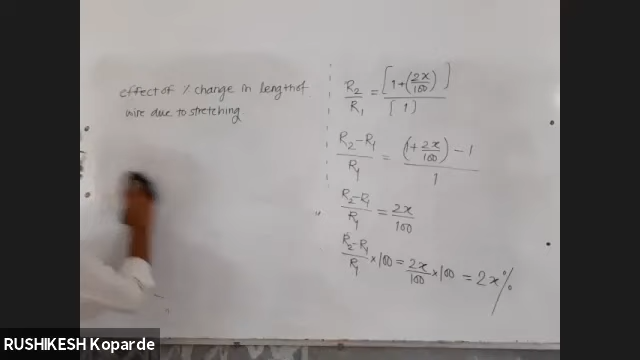 effect of % change in length of
wire due to stretching
R2/R1 = [1+(2x/100)]/[1]
(R2-R1)/R1 = ((1+2x/100)-1)/1
(R2-R1)/R1 = 2x/100
(R2-R1)/R1 * 100 = 2x/100 * 100 = 2x%
RUSHIKESH Koparde